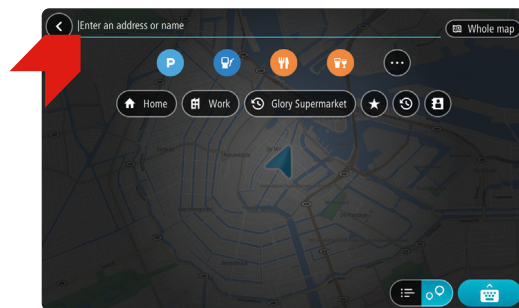 Enter an address or name
Whole map
P
Home
Work
Glory Supermarket